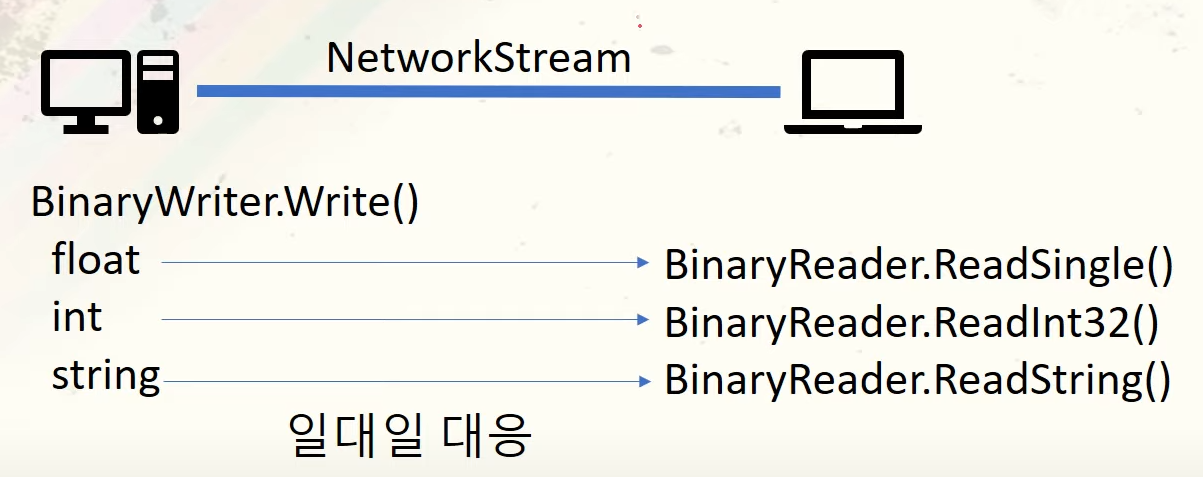 NetworkStream
BinaryWriter.Write()
float
BinaryReader.ReadSingle()
int
BinaryReader.ReadInt32()
string
BinaryReader.ReadString()
일대일 대응